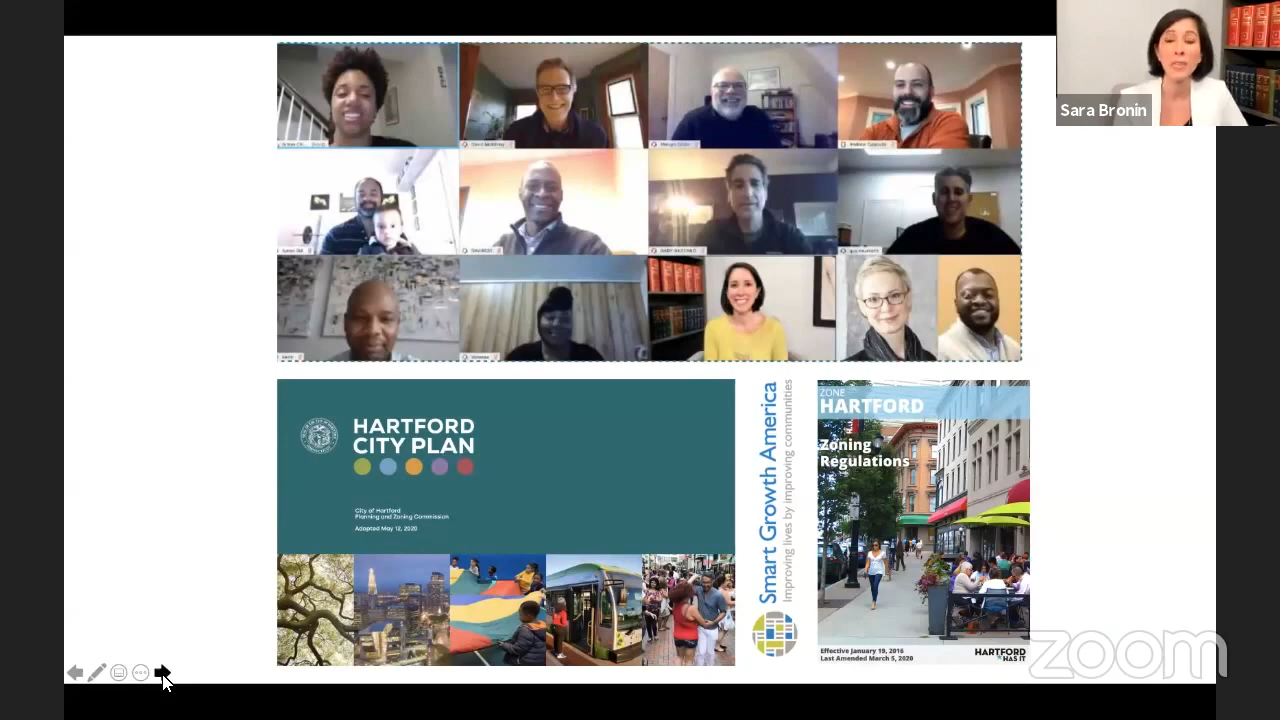 Sara Bronin
HARTFORD
CITY PLAN
City of Hartford
Planning and Zoning Commission
Adopted May 12, 2020
Smart Growth America
Improving lives by improving communities
ZONE
HARTFORD
Zoning
Regulations
Effective January 19, 2016
Last Amended March 5, 2020
HARTFORD
HAS IT
zoom